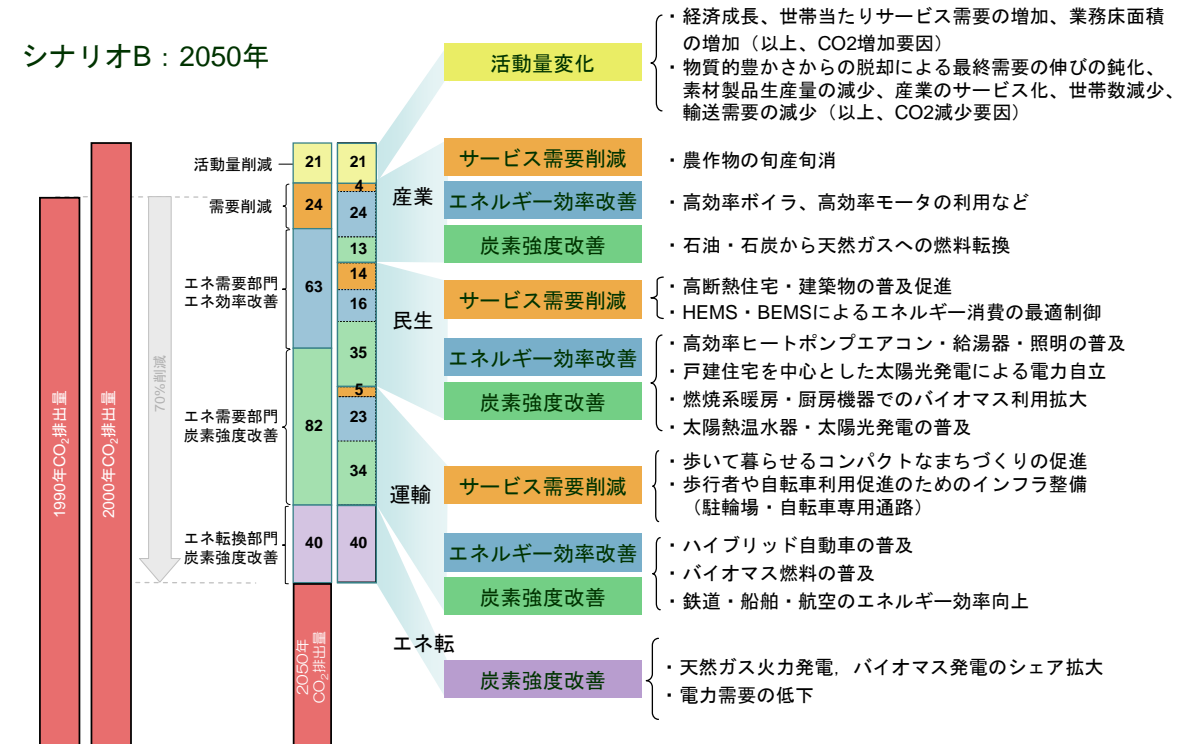 シナリオB：2050年
活動量変化
・経済成長、世帯当たりサービス需要の増加、業務床面積
の増加（以上、CO2増加要因）
・物質的豊かさからの脱却による最終需要の伸びの鈍化、
素材製品生産量の減少、産業のサービス化、世帯数減少、
輸送需要の減少（以上、CO2減少要因）
1990年CO2排出量
2000年CO2排出量
70%削減
活動量削減
需要削減
エネ需要部門
エネ効率改善
エネ需要部門
炭素強度改善
エネ転換部門
炭素強度改善
21
24
63
82
40
2050年
CO2排出量
21
4
24
13
14
16
35
5
23
34
40
産業
サービス需要削減
・農作物の旬産旬消
エネルギー効率改善
・高効率ボイラ、高効率モータの利用など
炭素強度改善
・石油・石炭から天然ガスへの燃料転換
民生
サービス需要削減
・高断熱住宅・建築物の普及促進
・HEMS・BEMSによるエネルギー消費の最適制御
エネルギー効率改善
炭素強度改善
・高効率ヒートポンプエアコン・給湯器・照明の普及
・戸建住宅を中心とした太陽光発電による電力自立
・燃焼系暖房・厨房機器でのバイオマス利用拡大
・太陽熱温水器・太陽光発電の普及
運輸
サービス需要削減
・歩いて暮らせるコンパクトなまちづくりの促進
・歩行者や自転車利用促進のためのインフラ整備
（駐輪場・自転車専用通路）
エネルギー効率改善
炭素強度改善
・ハイブリッド自動車の普及
・バイオマス燃料の普及
・鉄道・船舶・航空のエネルギー効率向上
エネ転
炭素強度改善
・天然ガス火力発電，バイオマス発電のシェア拡大
・電力需要の低下